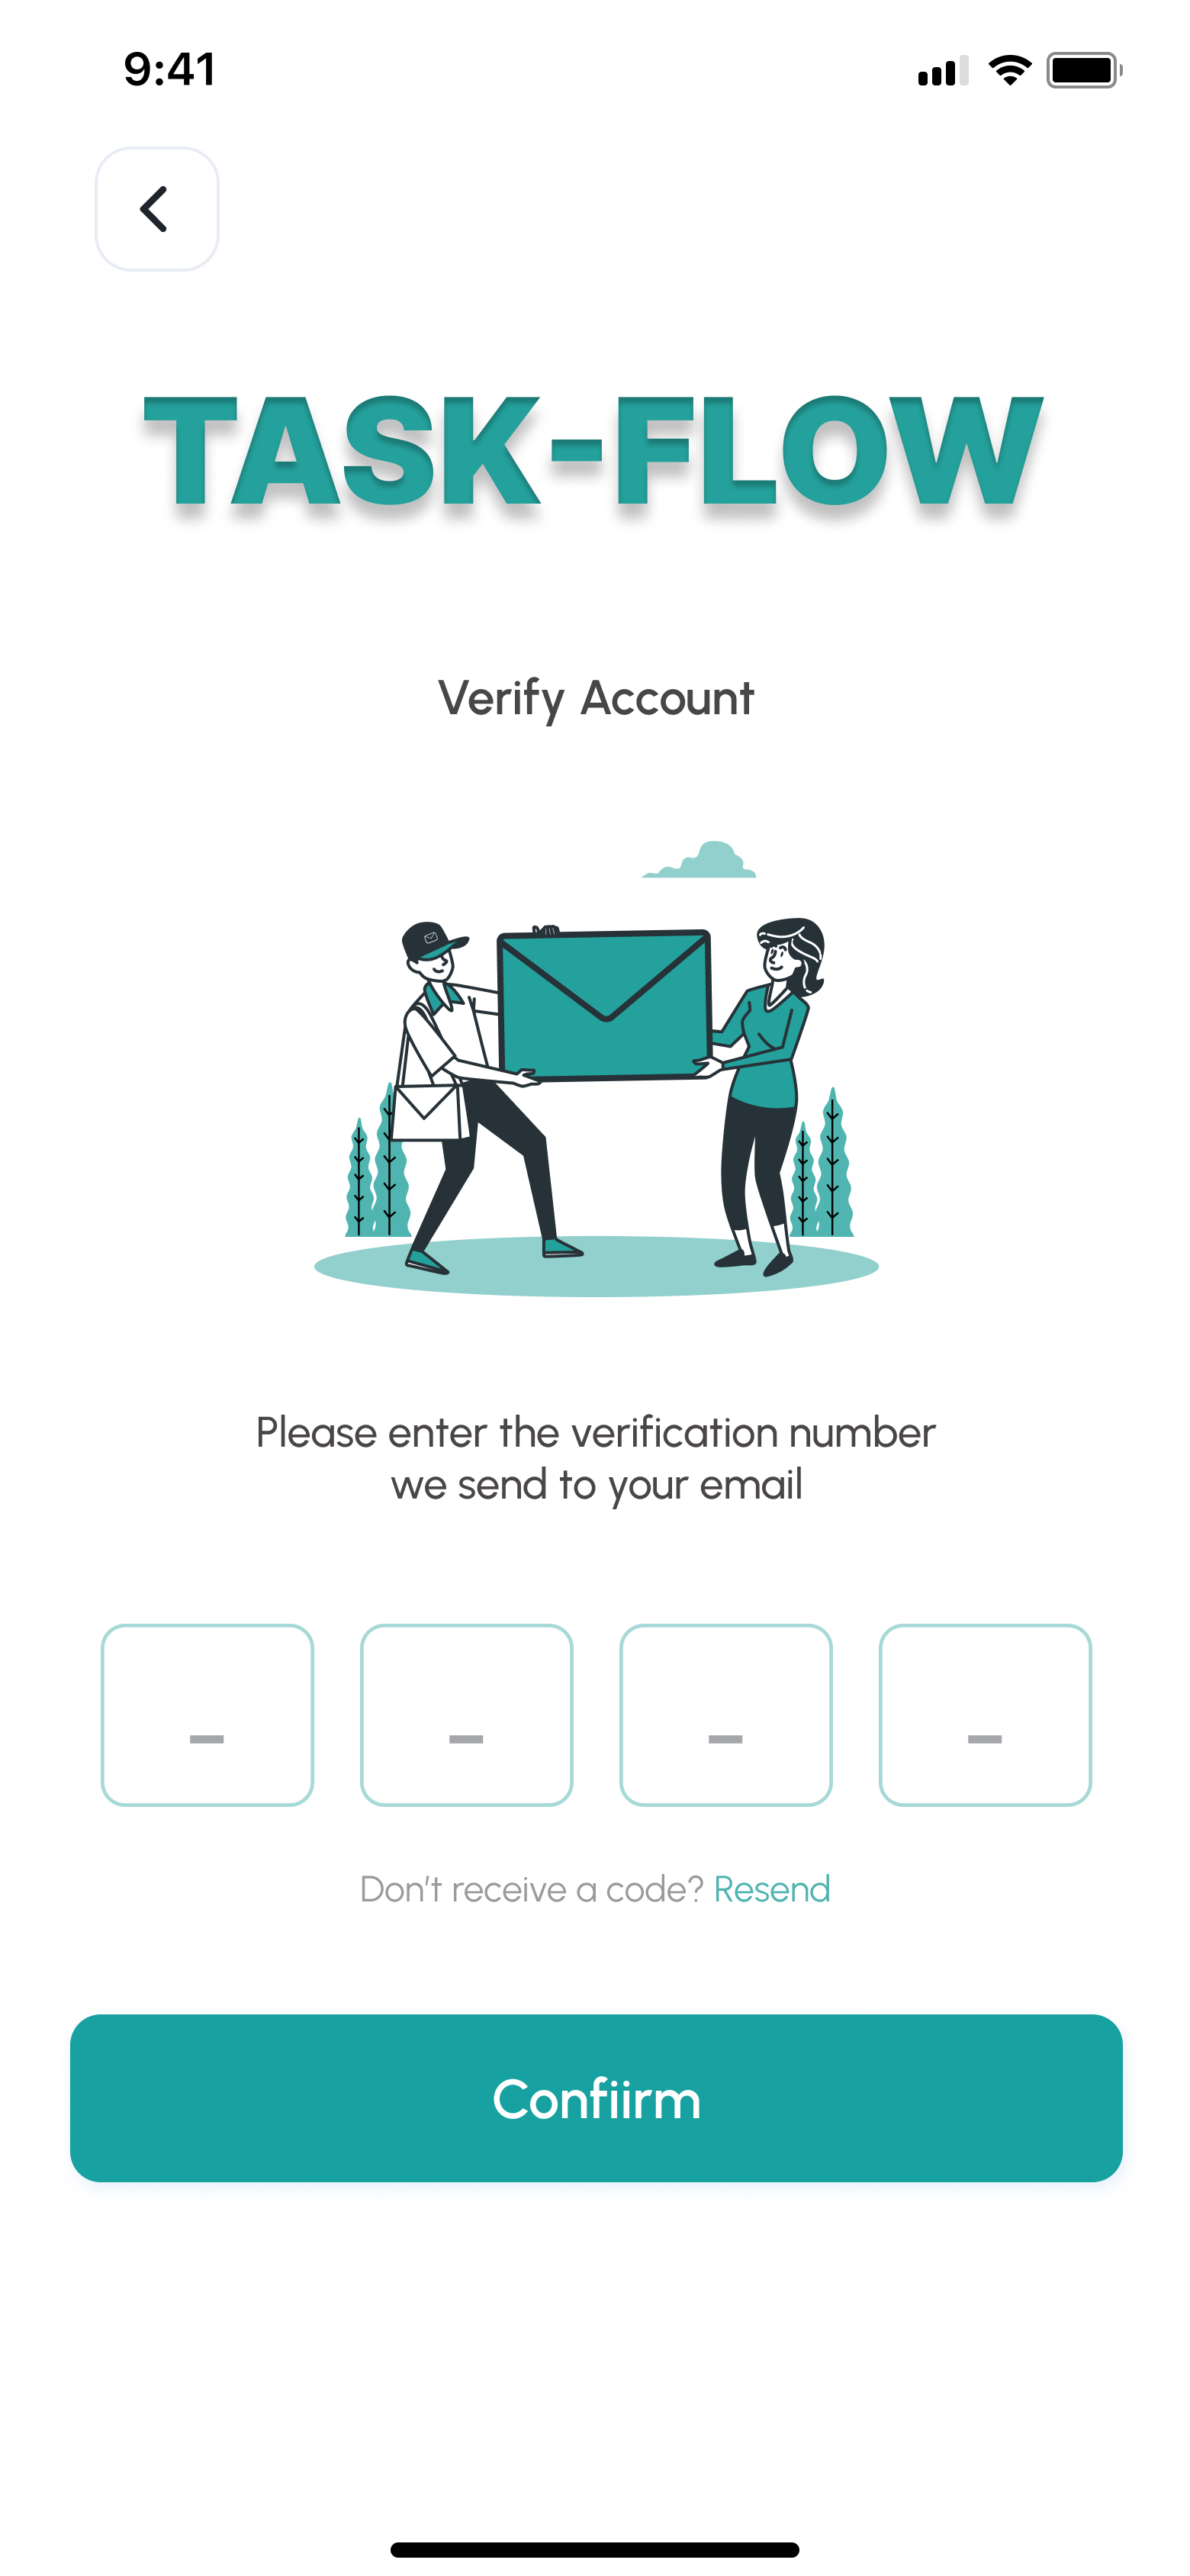 9:41
TASK-FLOW
Verify Account
Please enter the verification number
we send to your email
– – – –
Don't receive a code? Resend
Confiirm